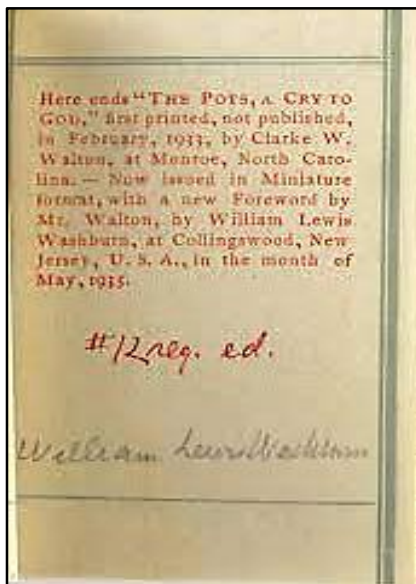 Here ends "THE POTS, A CRY TO
GOD," first printed, not published,
in February, 1933, by Clarke W.
Walton, at Monroe, North Caro-
lina. — Now issued in Miniature
format, with a new Foreword by
Mr. Walton, by William Lewis
Washburn, at Collingswood, New
Jersey, U. S. A., in the month of
May, 1935.
#12 reg. ed.
William Lewis Washburn